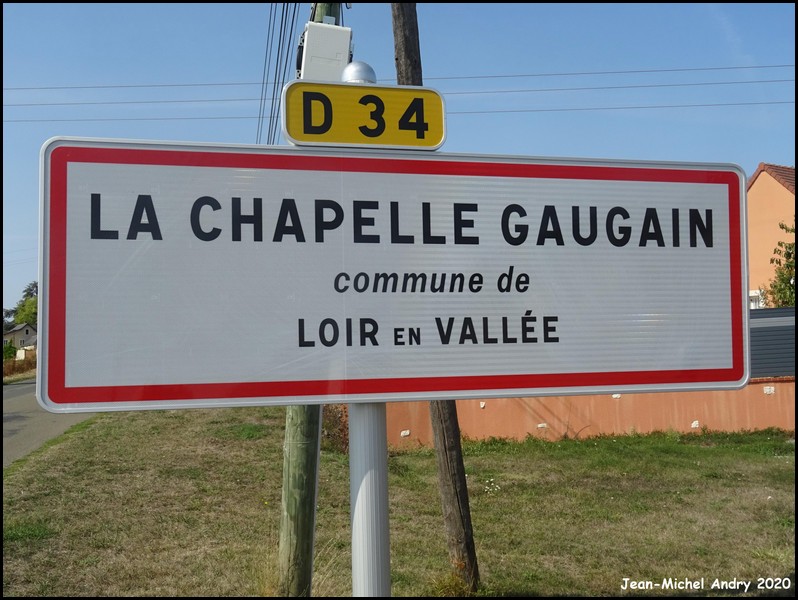 D 34
LA CHAPELLE GAUGAIN
commune de
LOIR EN VALLÉE
Jean-Michel Andry 2020